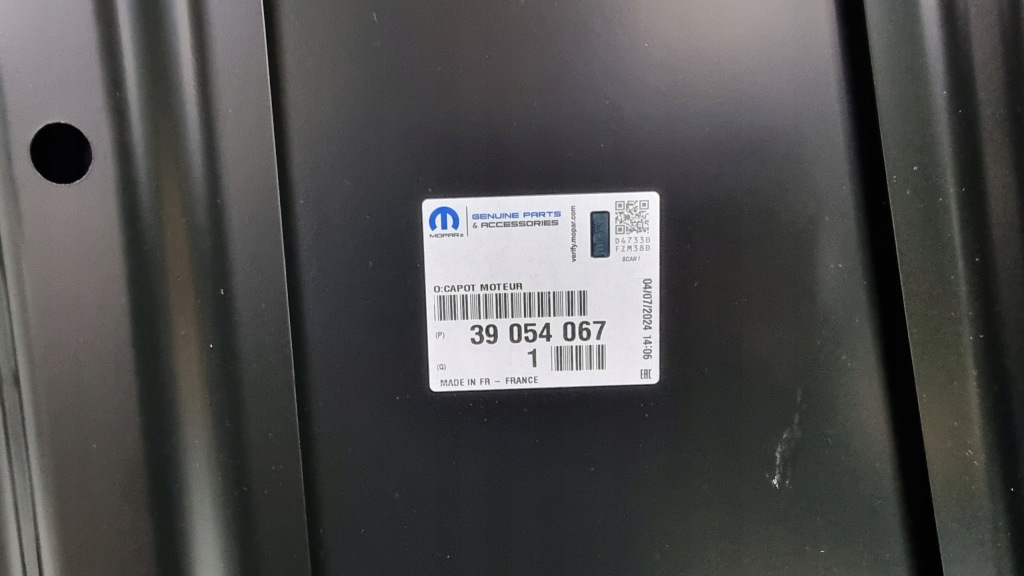 MOPAR®
GENUINE PARTS
& ACCESSORIES
verify.mopar.com
D4733B
FZM38B
SCAN!
O:CAPOT MOTEUR
(P) 39 054 067
(Q) 1
MADE IN FR - FRANCE
04/07/2024 14:06
EAC